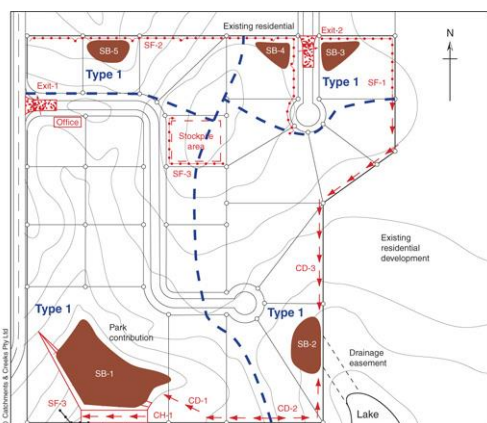 Existing residential
Exit-2
N
SB-5
SF-2
SB-4
SB-3
Type 1
Type 1
SF-1
Exit-1
Office
Stockpile
area
SF-3
Existing
residential
development
CD-3
Type 1
Type 1
Park
contribution
SB-2
SB-1
Drainage
easement
SF-3
CD-1
CH-1
CD-2
Lake
© Catchments & Creeks Pty Ltd